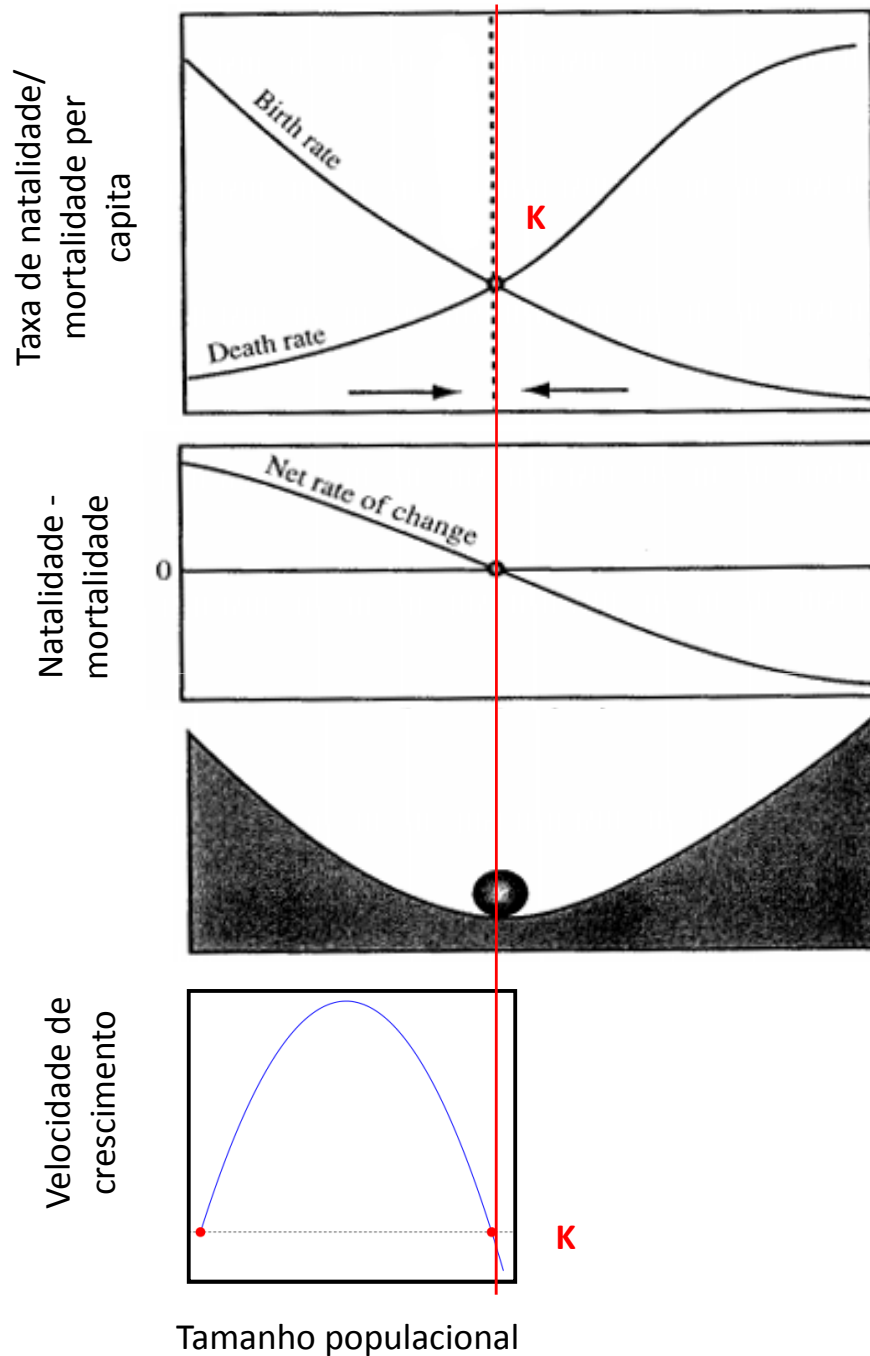 Taxa de natalidade/
mortalidade per
capita
Birth rate
K
Death rate
Natalidade -
mortalidade
Net rate of change
0
Velocidade de
crescimento
K
Tamanho populacional